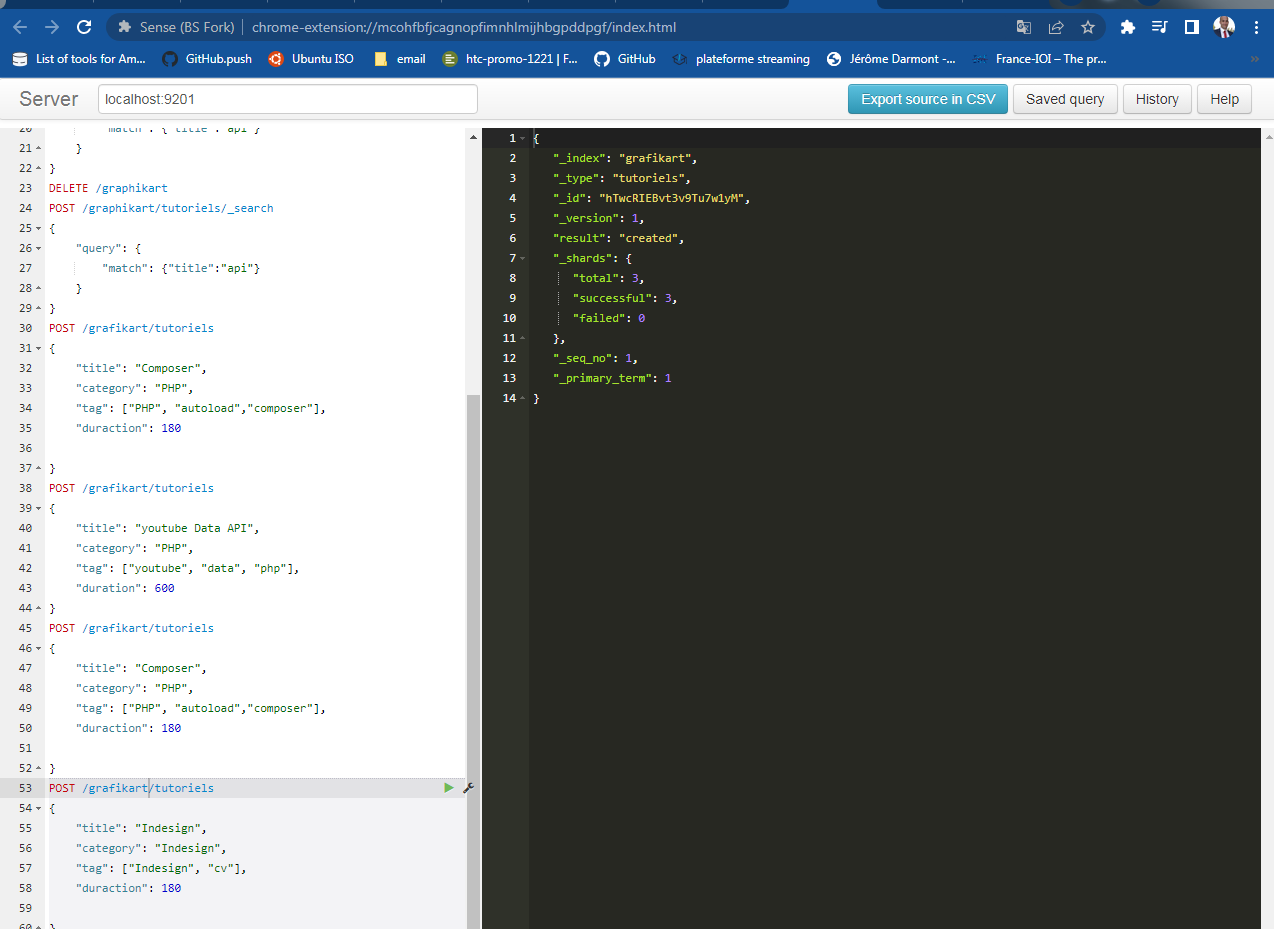 Sense (BS Fork) chrome-extension://mcohfbfjcagnopfimnhlmijhbgpddpgf/index.html
List of tools for Am... GitHub.push Ubuntu ISO email htc-promo-1221 | F... GitHub plateforme streaming Jérôme Darmont -... France-IOI – The pr... »
Server localhost:9201 Export source in CSV Saved query History Help
20 "match": {"title":"api"}
21 }
22 }
23 DELETE /graphikart
24 POST /graphikart/tutoriels/_search
25 {
26 "query": {
27 "match": {"title":"api"}
28 }
29 }
30 POST /grafikart/tutoriels
31 {
32 "title": "Composer",
33 "category": "PHP",
34 "tag": ["PHP", "autoload","composer"],
35 "duraction": 180
36
37 }
38 POST /grafikart/tutoriels
39 {
40 "title": "youtube Data API",
41 "category": "PHP",
42 "tag": ["youtube", "data", "php"],
43 "duration": 600
44 }
45 POST /grafikart/tutoriels
46 {
47 "title": "Composer",
48 "category": "PHP",
49 "tag": ["PHP", "autoload","composer"],
50 "duraction": 180
51
52 }
53 POST /grafikart/tutoriels
54 {
55 "title": "Indesign",
56 "category": "Indesign",
57 "tag": ["Indesign", "cv"],
58 "duraction": 180
59
60 }
1 {
2 "_index": "grafikart",
3 "_type": "tutoriels",
4 "_id": "hTwcRIEBvt3v9Tu7w1yM",
5 "_version": 1,
6 "result": "created",
7 "_shards": {
8 "total": 3,
9 "successful": 3,
10 "failed": 0
11 },
12 "_seq_no": 1,
13 "_primary_term": 1
14 }